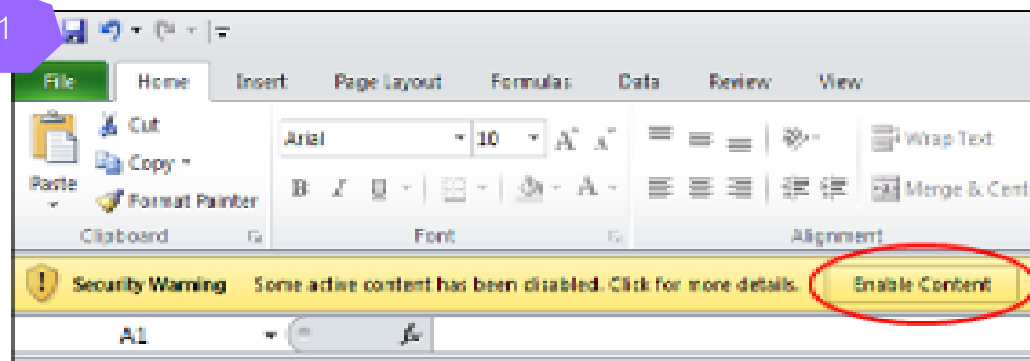 1
File Home Insert Page Layout Formulas Data Review View
Cut
Copy
Paste
Format Painter
Arial 10 A A
B I U A
Wrap Text
Merge & Cent
Clipboard Font Alignment
Security Warning Some active content has been disabled. Click for more details. Enable Content
A1 fx